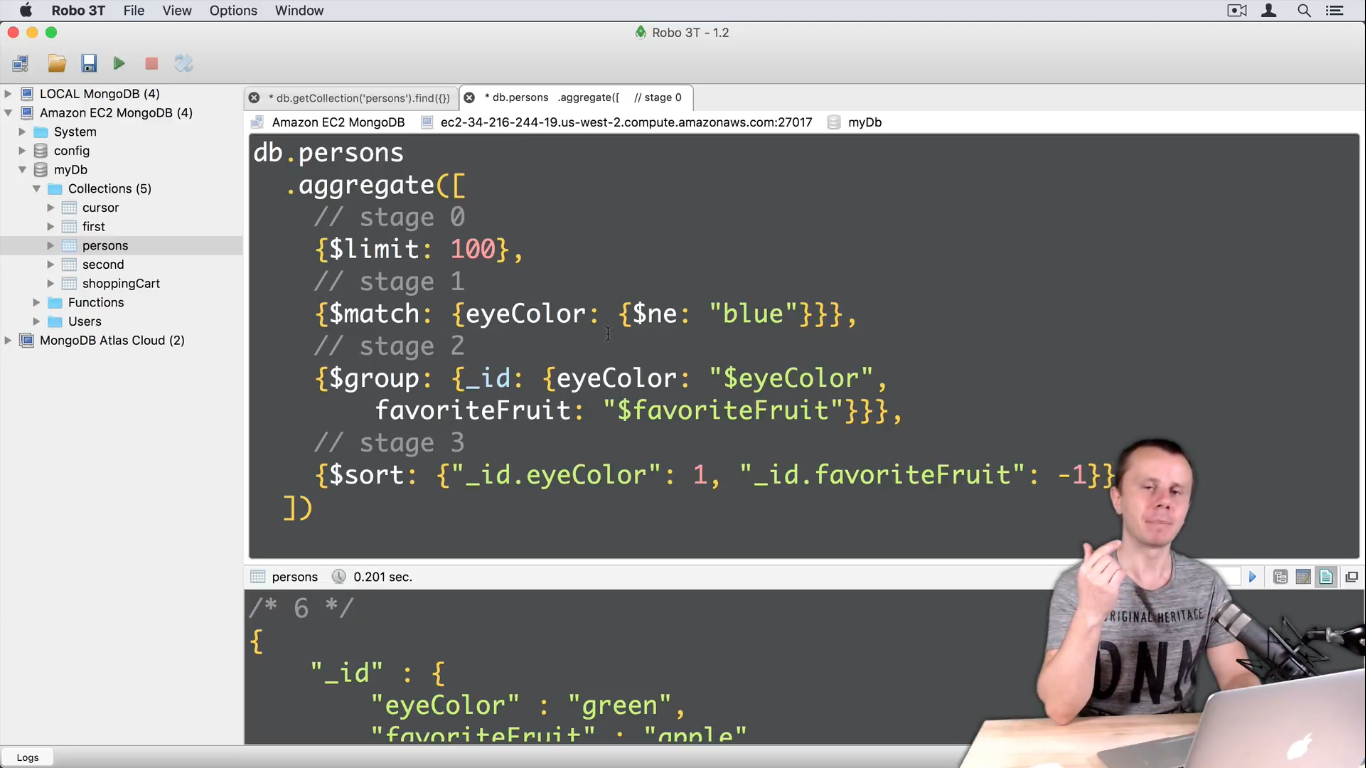 Robo 3T File View Options Window
Robo 3T - 1.2
LOCAL MongoDB (4)
Amazon EC2 MongoDB (4)
System
config
myDb
Collections (5)
cursor
first
persons
second
shoppingCart
Functions
Users
MongoDB Atlas Cloud (2)
* db.getCollection('persons').find({})
* db.persons .aggregate([ // stage 0
Amazon EC2 MongoDB ec2-34-216-244-19.us-west-2.compute.amazonaws.com:27017 myDb
db.persons
.aggregate([
// stage 0
{$limit: 100},
// stage 1
{$match: {eyeColor: {$ne: "blue"}}},
// stage 2
{$group: {_id: {eyeColor: "$eyeColor",
favoriteFruit: "$favoriteFruit"}}},
// stage 3
{$sort: {"_id.eyeColor": 1, "_id.favoriteFruit": -1}}
])
persons 0.201 sec.
/* 6 */
{
"_id" : {
"eyeColor" : "green",
"favoriteFruit" : "apple"
ORIGINAL HERITAGE
DNM
Logs